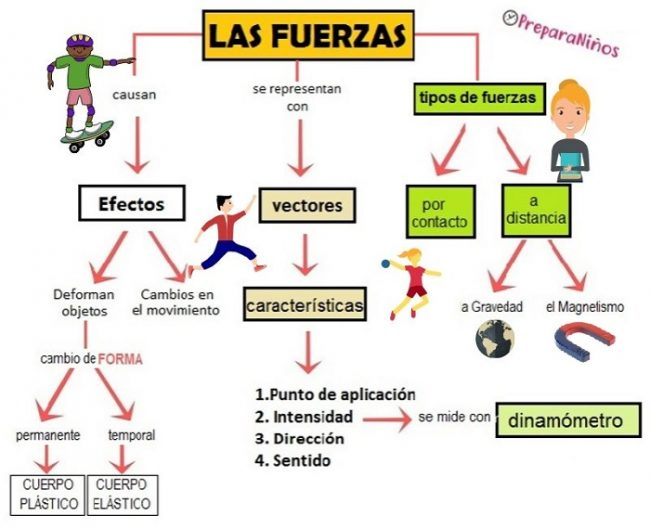 LAS FUERZAS
PreparaNiños
causan
se representan
con
tipos de fuerzas
Efectos
vectores
por
contacto
a
distancia
Deforman
objetos
Cambios en
el movimiento
características
a Gravedad
el Magnetismo
cambio de FORMA
1.Punto de aplicación
2. Intensidad
3. Dirección
4. Sentido
se mide con
dinamómetro
permanente
temporal
CUERPO
PLÁSTICO
CUERPO
ELÁSTICO